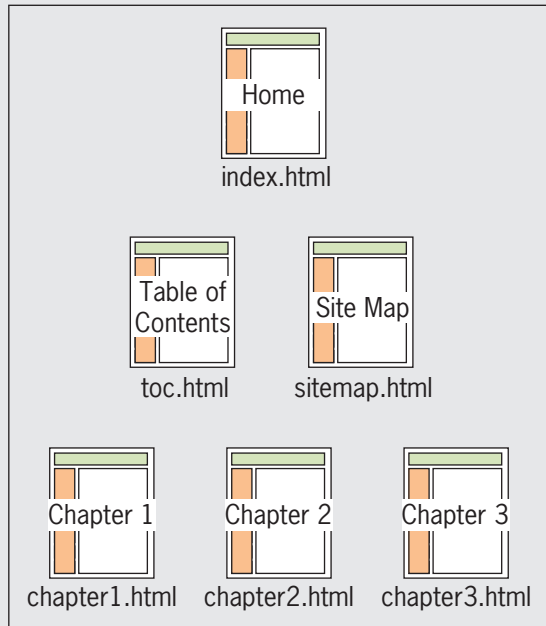 Home
index.html
Table of
Contents
toc.html
Site Map
sitemap.html
Chapter 1
chapter1.html
Chapter 2
chapter2.html
Chapter 3
chapter3.html